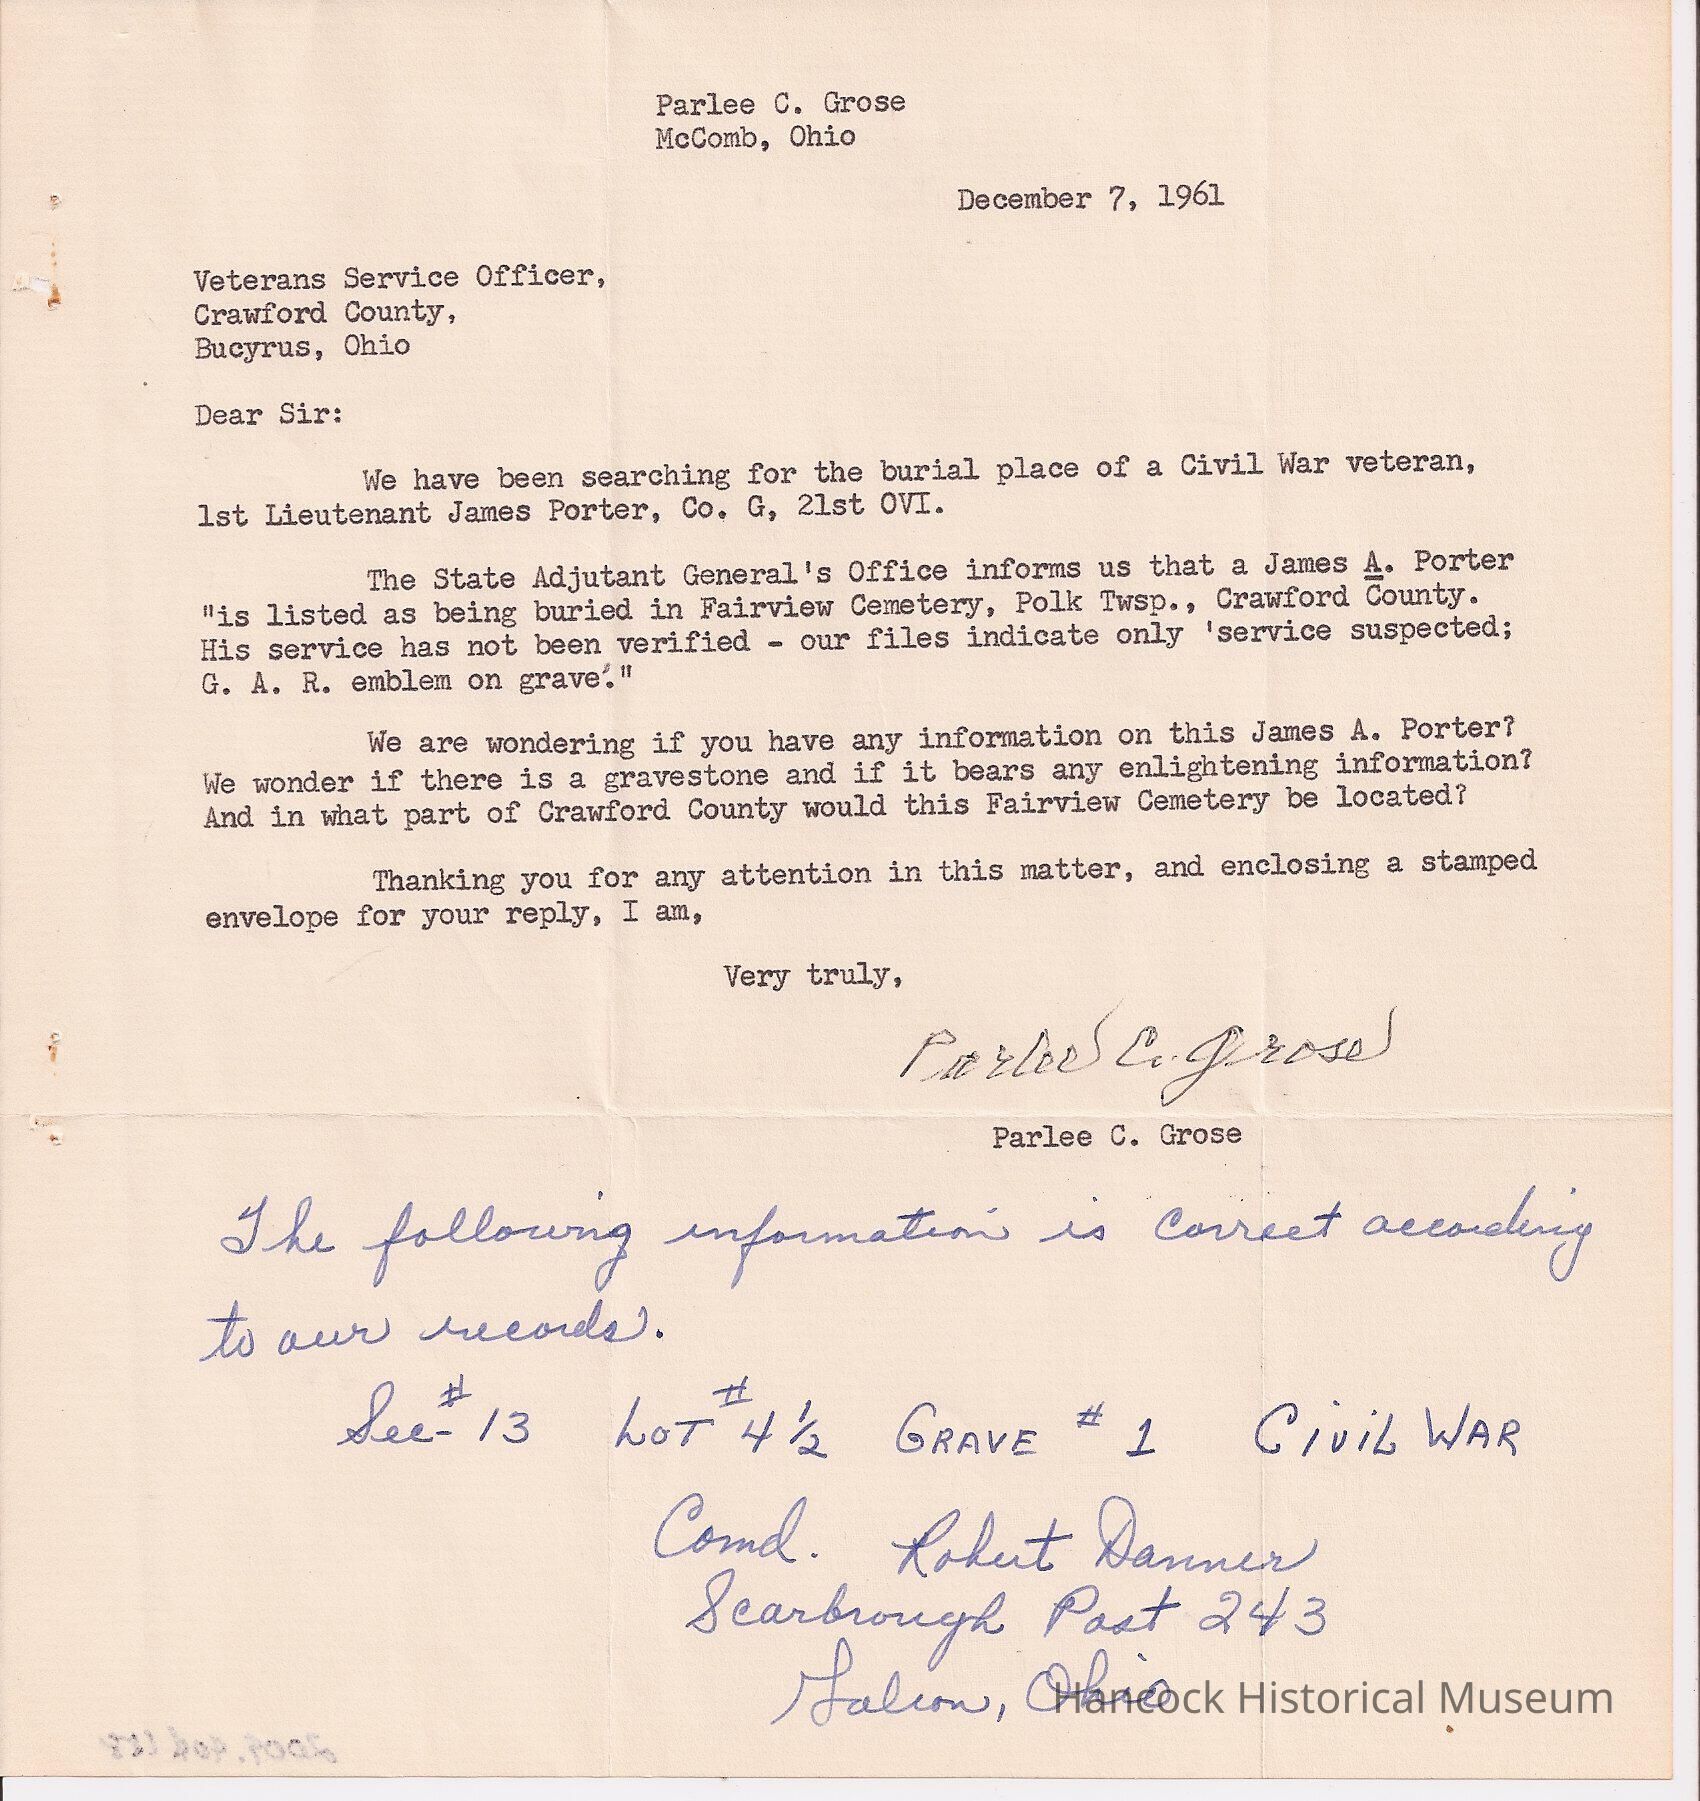 Parlee C. Grose
McComb, Ohio
December 7, 1961
Veterans Service Officer,
Crawford County,
Bucyrus, Ohio
Dear Sir:
We have been searching for the burial place of a Civil War veteran,
1st Lieutenant James Porter, Co. G, 21st OVI.
The State Adjutant General's Office informs us that a James A. Porter
"is listed as being buried in Fairview Cemetery, Polk Twsp., Crawford County.
His service has not been verified - our files indicate only 'service suspected;
G. A. R. emblem on grave'."
We are wondering if you have any information on this James A. Porter?
We wonder if there is a gravestone and if it bears any enlightening information?
And in what part of Crawford County would this Fairview Cemetery be located?
Thanking you for any attention in this matter, and enclosing a stamped
envelope for your reply, I am,
Very truly,
Parlee C. Grose
Parlee C. Grose
The following information is correct according
to our records.
Sec-# 13 LOT # 4 1/2 GRAVE # 1 CIVIL WAR
Comd. Robert Danner
Scarbrough Post 243
Galion, Ohio
Hancock Historical Museum